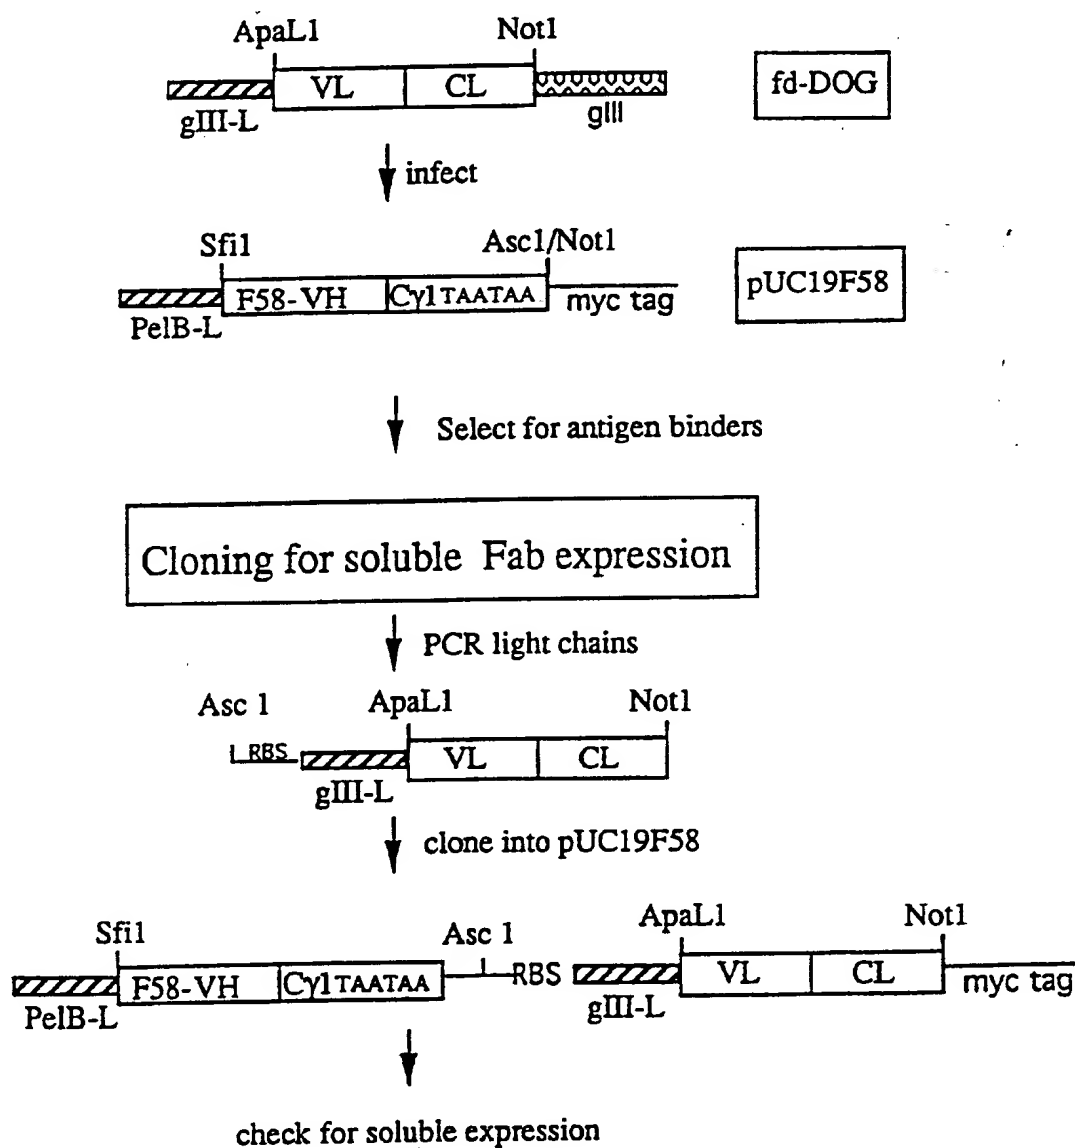 ApaL1 Not1
VL CL fd-DOG
gIII-L gIII
infect
Sfi1 Asc1/Not1
F58-VH Cγ1 TAATAA myc tag pUC19F58
PelB-L
Select for antigen binders
Cloning for soluble Fab expression
PCR light chains
Asc 1 ApaL1 Not1
RBS VL CL
gIII-L
clone into pUC19F58
Sfi1 Asc 1 ApaL1 Not1
F58-VH Cγ1 TAATAA RBS VL CL myc tag
PelB-L gIII-L
check for soluble expression